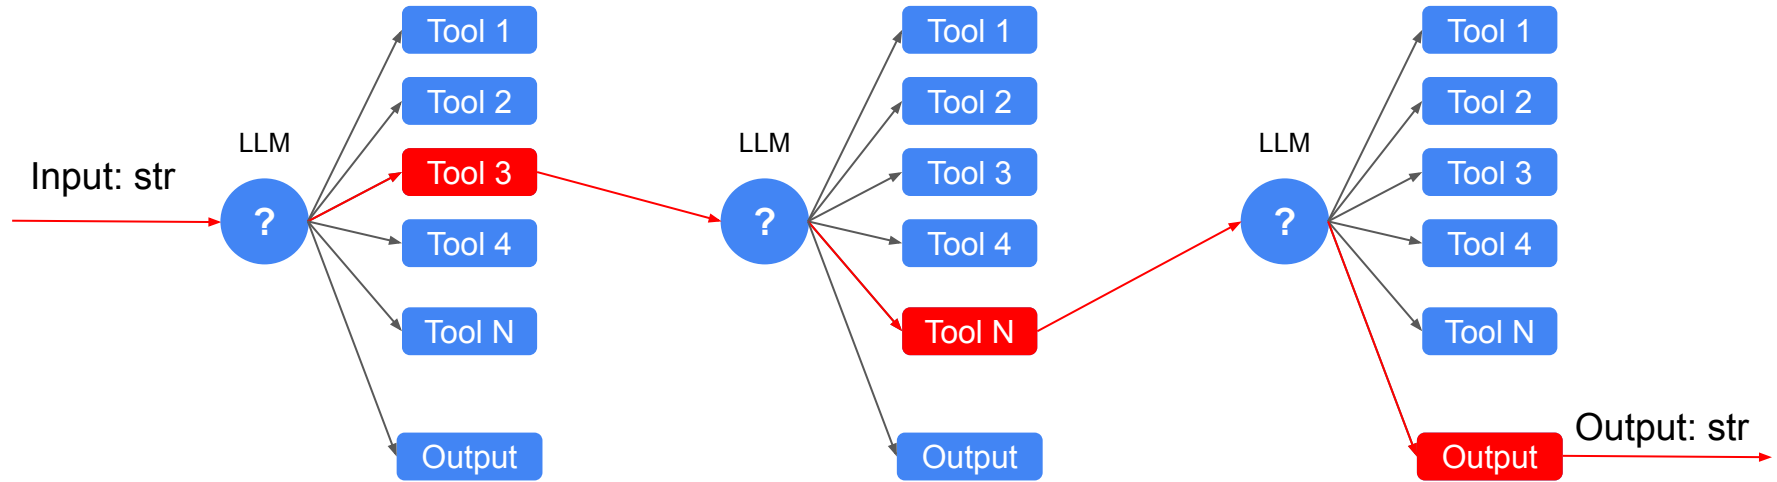 Input: str
LLM
?
Tool 1
Tool 2
Tool 3
Tool 4
Tool N
Output
LLM
?
Tool 1
Tool 2
Tool 3
Tool 4
Tool N
Output
LLM
?
Tool 1
Tool 2
Tool 3
Tool 4
Tool N
Output
Output: str